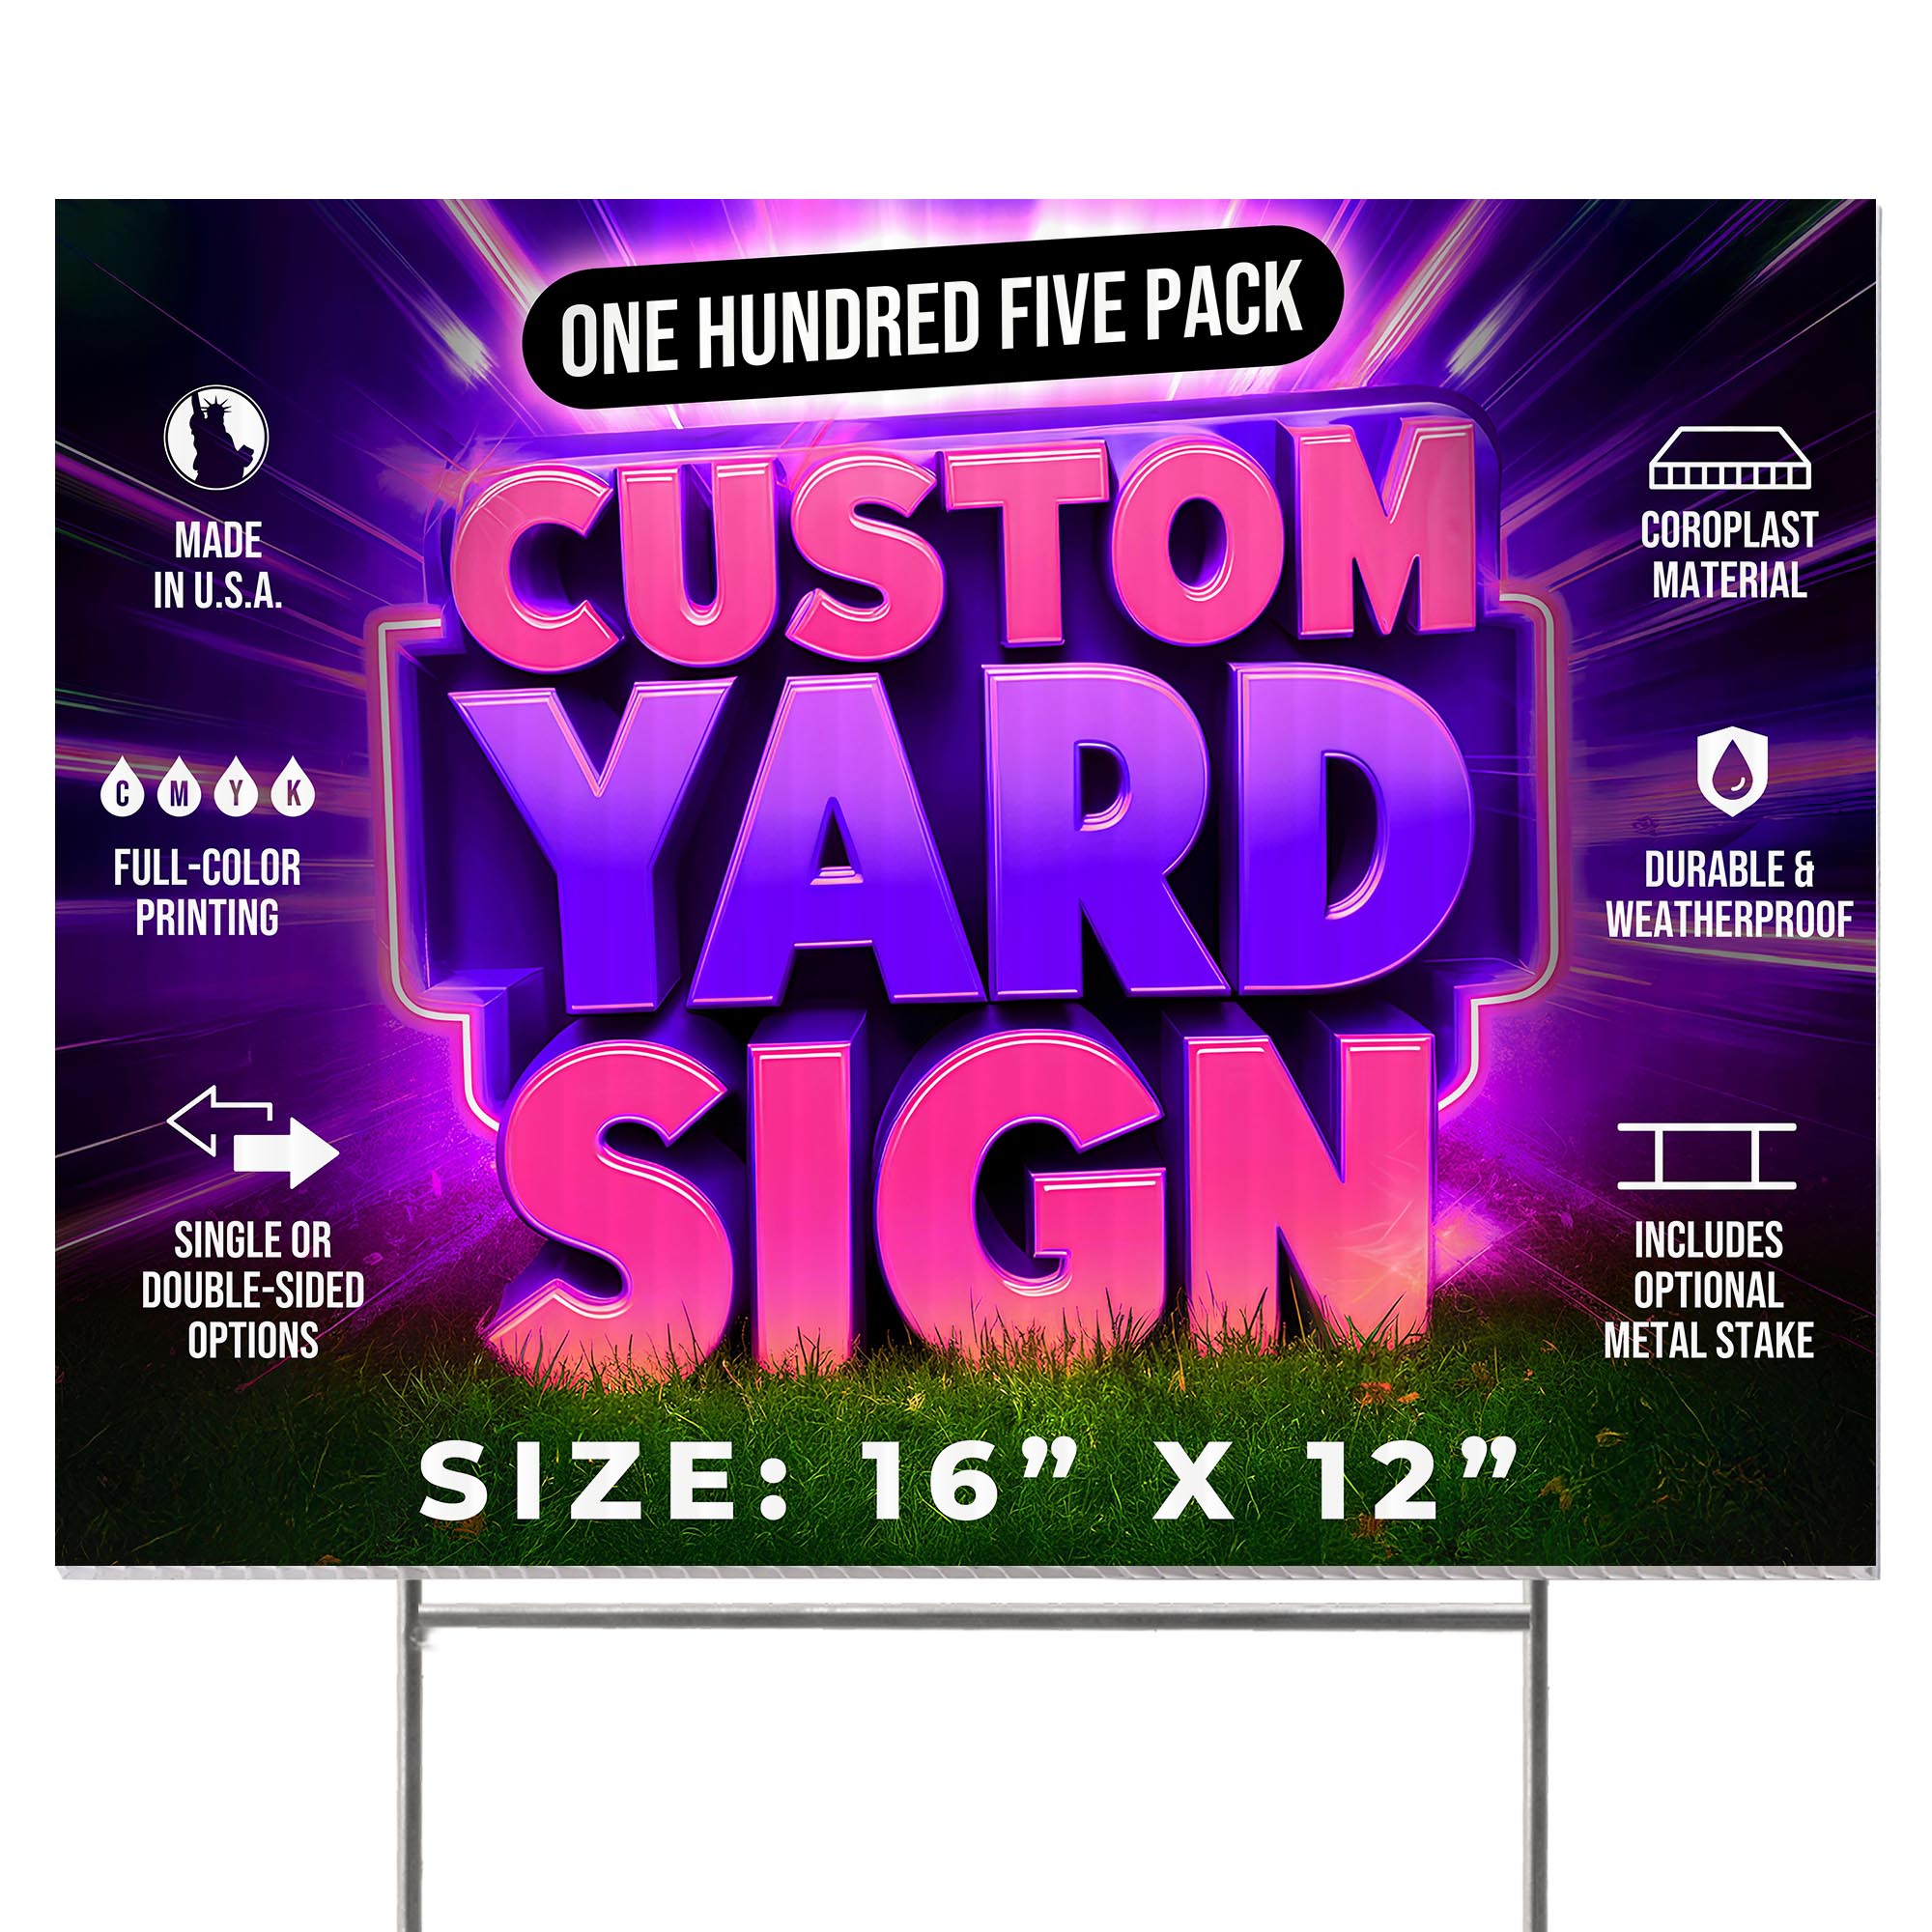 ONE HUNDRED FIVE PACK
CUSTOM
YARD
SIGN
MADE
IN U.S.A.
C M Y K
FULL-COLOR
PRINTING
SINGLE OR
DOUBLE-SIDED
OPTIONS
COROPLAST
MATERIAL
DURABLE &
WEATHERPROOF
INCLUDES
OPTIONAL
METAL STAKE
SIZE: 16” X 12”